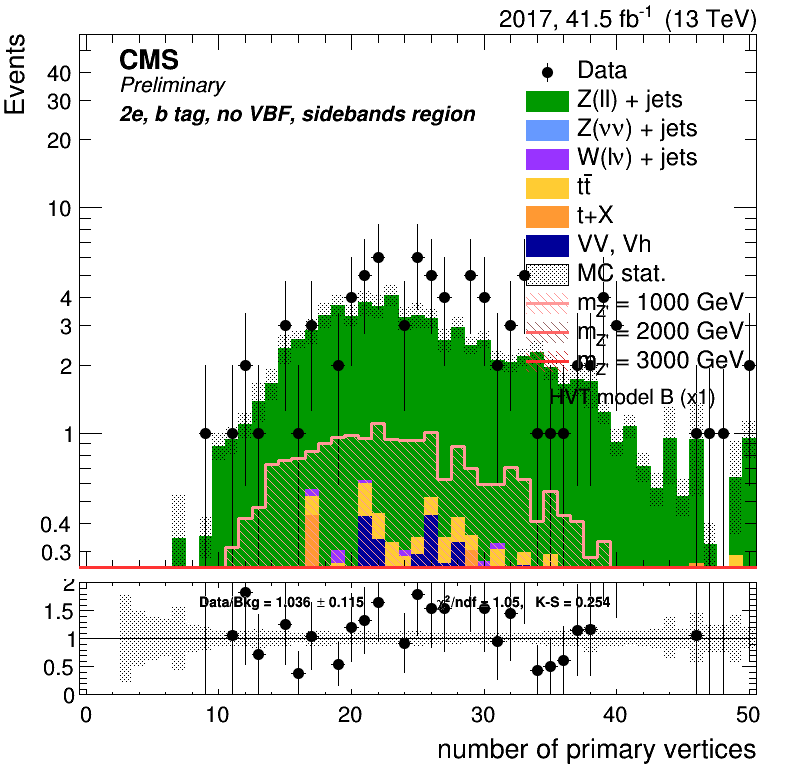 2017, 41.5 fb⁻¹ (13 TeV)
Events
CMS
Preliminary
2e, b tag, no VBF, sidebands region
Data
Z(ll) + jets
Z(νν) + jets
W(lν) + jets
tt̄
t+X
VV, Vh
MC stat.
m_Z' = 1000 GeV
m_Z' = 2000 GeV
m_Z' = 3000 GeV
HVT model B (x1)
40
30
20
10
4
3
2
1
0.4
0.3
Data/Bkg = 1.036 ± 0.115
χ²/ndf = 1.05, K-S = 0.254
2
1.5
1
0.5
0
0 10 20 30 40 50
number of primary vertices